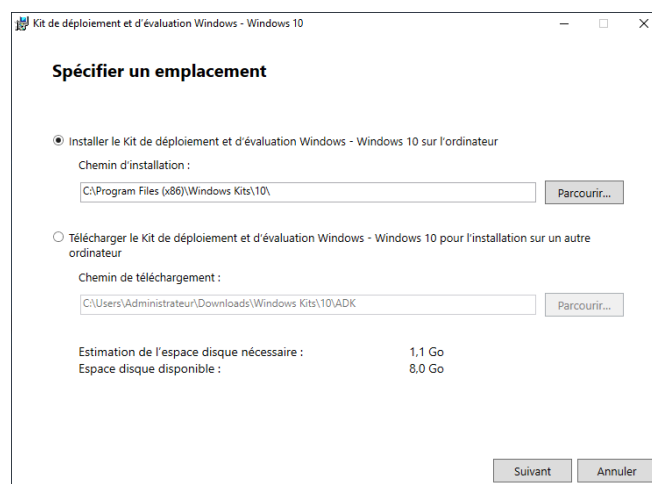 Kit de déploiement et d'évaluation Windows - Windows 10
Spécifier un emplacement
Installer le Kit de déploiement et d'évaluation Windows - Windows 10 sur l'ordinateur
Chemin d'installation :
C:\Program Files (x86)\Windows Kits\10\
Parcourir...
Télécharger le Kit de déploiement et d'évaluation Windows - Windows 10 pour l'installation sur un autre
ordinateur
Chemin de téléchargement :
C:\Users\Administrateur\Downloads\Windows Kits\10\ADK
Parcourir...
Estimation de l'espace disque nécessaire : 1,1 Go
Espace disque disponible : 8,0 Go
Suivant Annuler